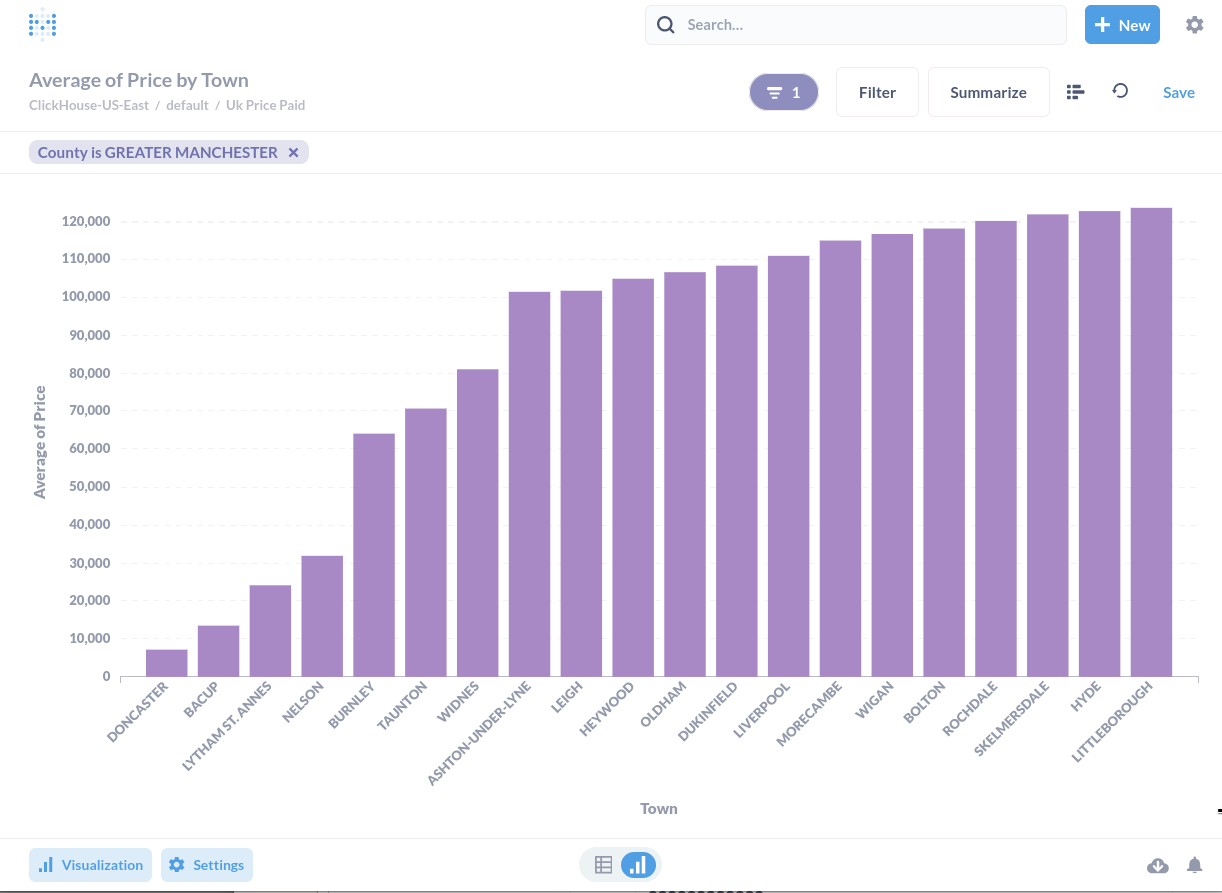 Search...
New
Average of Price by Town
ClickHouse-US-East / default / Uk Price Paid
1
Filter
Summarize
Save
County is GREATER MANCHESTER
120,000
110,000
100,000
90,000
80,000
70,000
60,000
50,000
40,000
30,000
20,000
10,000
0
Average of Price
DONCASTER
BACUP
LYTHAM ST. ANNES
NELSON
BURNLEY
TAUNTON
WIDNES
ASHTON-UNDER-LYNE
LEIGH
HEYWOOD
OLDHAM
DUKINFIELD
LIVERPOOL
MORECAMBE
WIGAN
BOLTON
ROCHDALE
SKELMERSDALE
HYDE
LITTLEBOROUGH
Town
Visualization
Settings